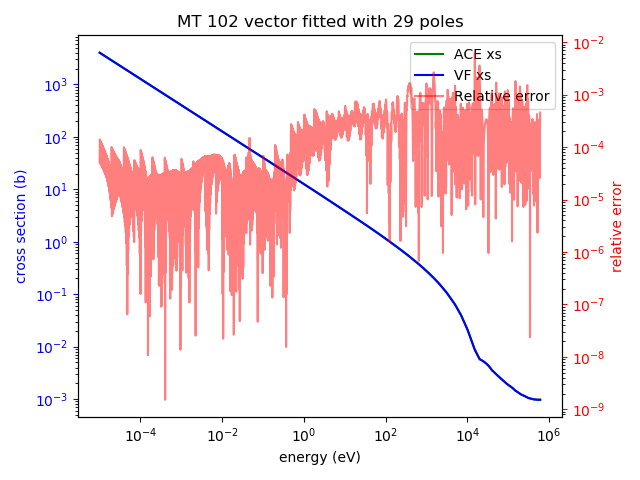 MT 102 vector fitted with 29 poles
ACE xs
VF xs
Relative error
cross section (b)
10³
10²
10¹
10⁰
10⁻¹
10⁻²
10⁻³
10⁻²
10⁻³
10⁻⁴
10⁻⁵
10⁻⁶
10⁻⁷
10⁻⁸
10⁻⁹
relative error
10⁻⁴ 10⁻² 10⁰ 10² 10⁴ 10⁶
energy (eV)